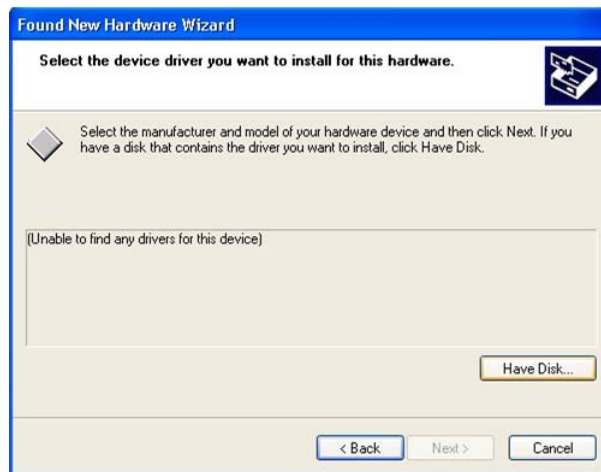 Found New Hardware Wizard
Select the device driver you want to install for this hardware.
Select the manufacturer and model of your hardware device and then click Next. If you
have a disk that contains the driver you want to install, click Have Disk.
(Unable to find any drivers for this device)
Have Disk...
< Back
Next >
Cancel